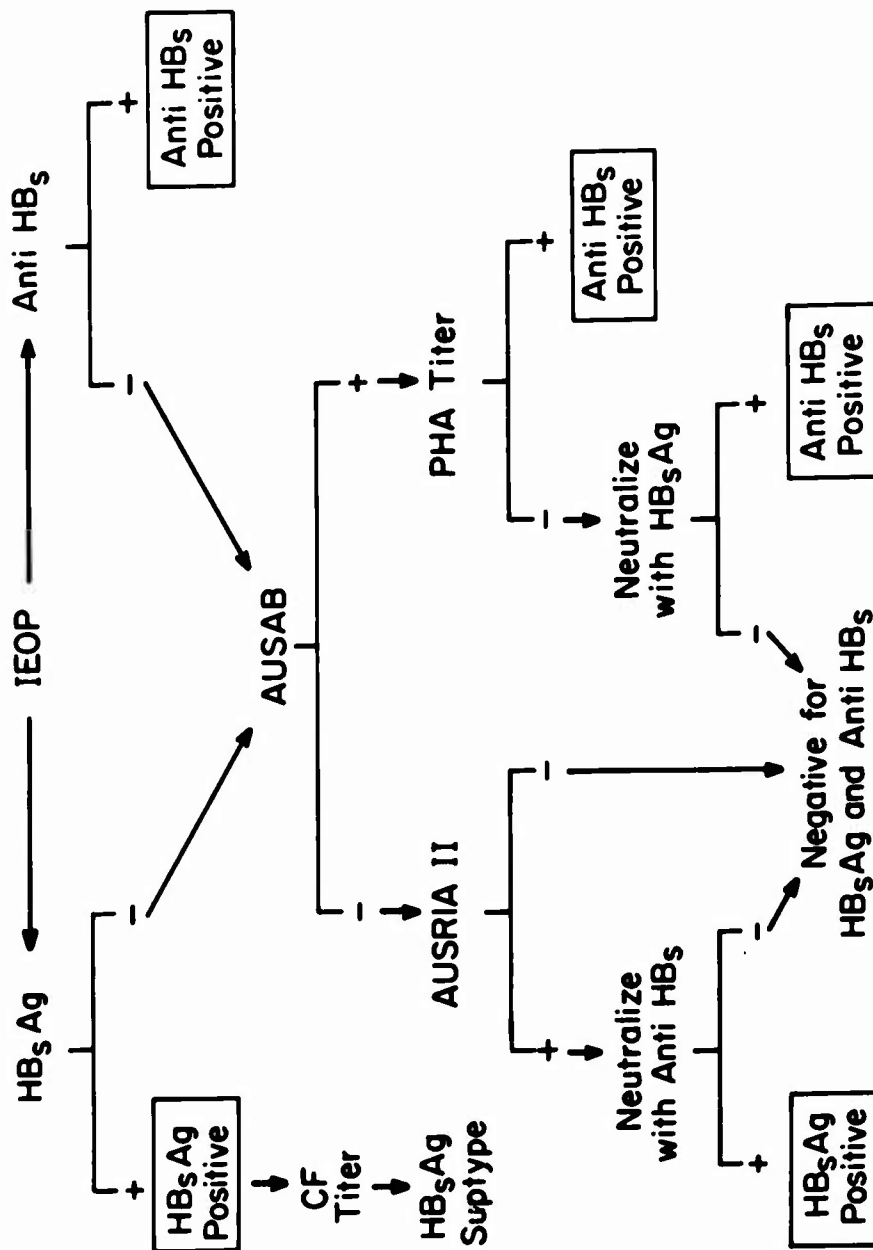 HBsAg
IEOP
Anti HBs
+
−
−
+
HBsAg
Positive
Anti HBs
Positive
CF
Titer
HBsAg
Suptype
AUSAB
−
+
AUSRIA II
PHA Titer
+
−
−
+
Neutralize
with Anti HBs
Neutralize
with HBsAg
Anti HBs
Positive
+
−
−
+
HBsAg
Positive
Negative for
HBsAg and Anti HBs
Anti HBs
Positive